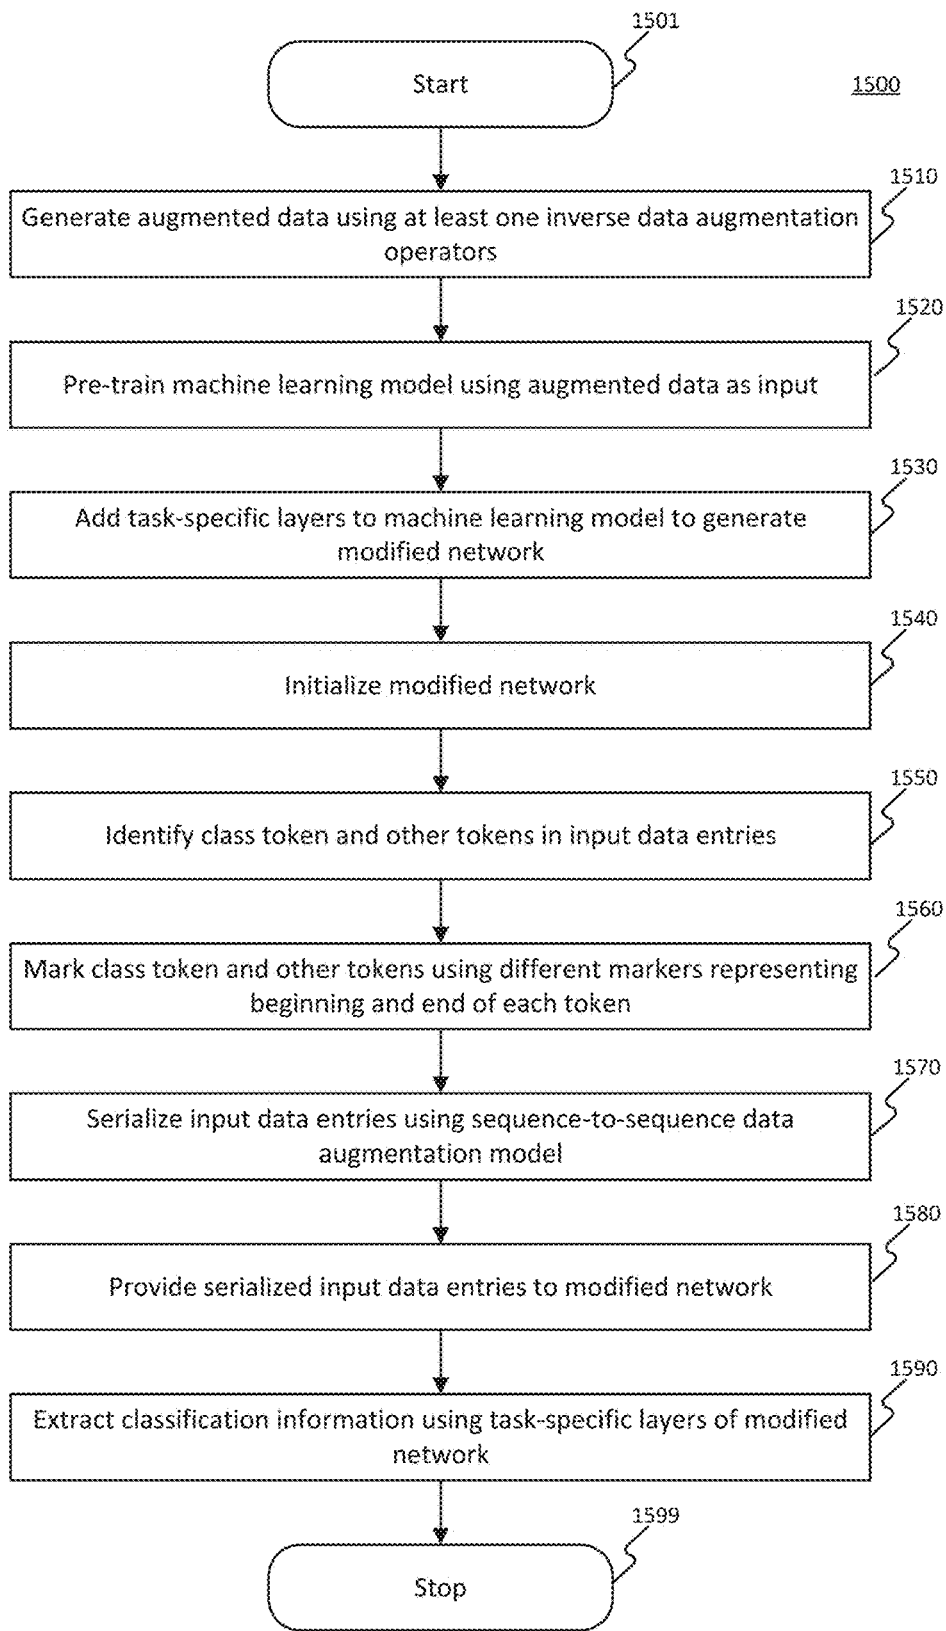 1501
Start
1500
1510
Generate augmented data using at least one inverse data augmentation
operators
1520
Pre-train machine learning model using augmented data as input
1530
Add task-specific layers to machine learning model to generate
modified network
1540
Initialize modified network
1550
Identify class token and other tokens in input data entries
1560
Mark class token and other tokens using different markers representing
beginning and end of each token
1570
Serialize input data entries using sequence-to-sequence data
augmentation model
1580
Provide serialized input data entries to modified network
1590
Extract classification information using task-specific layers of modified
network
1599
Stop